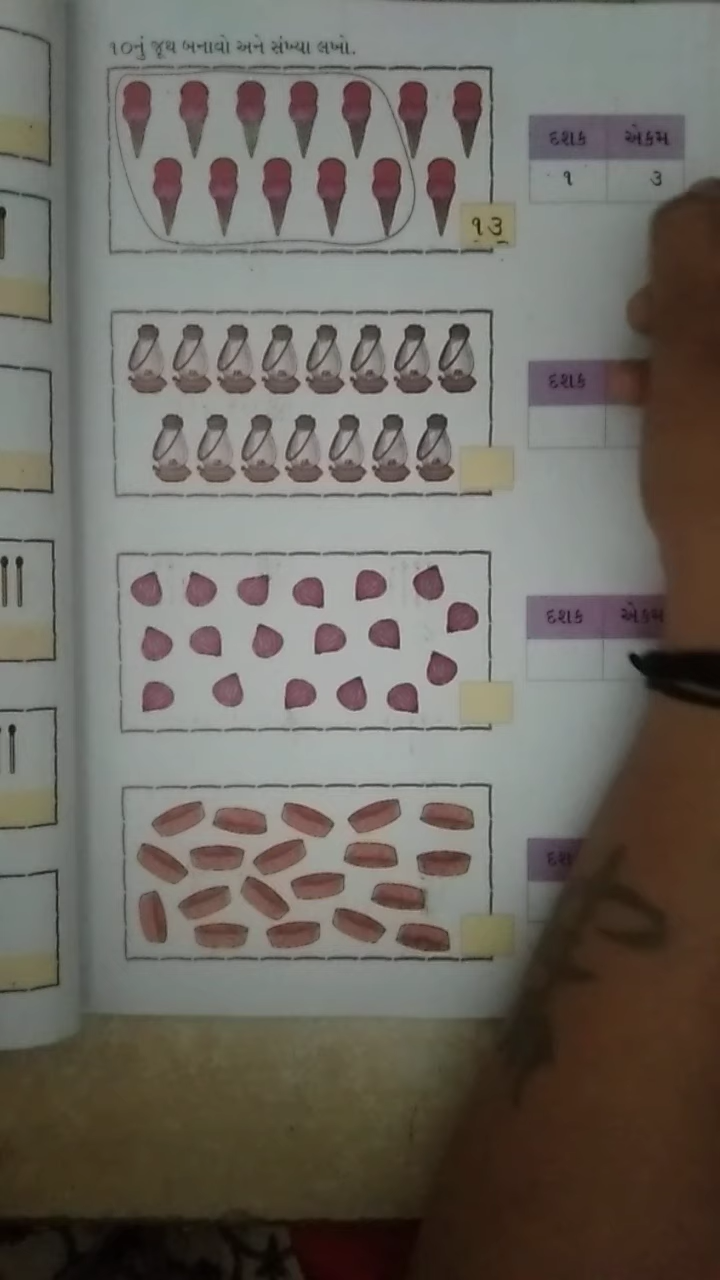 ૧૦નું જૂથ બનાવો અને સંખ્યા લખો.
દશક એકમ
૧ ૩
૧૩
દશક
દશક એકમ